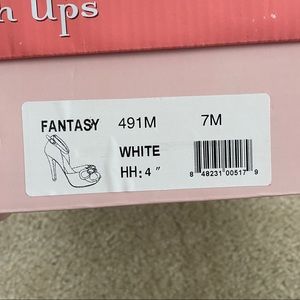 n Ups
FANTASY 491M 7M
WHITE
HH: 4"
8 48231 00517 9